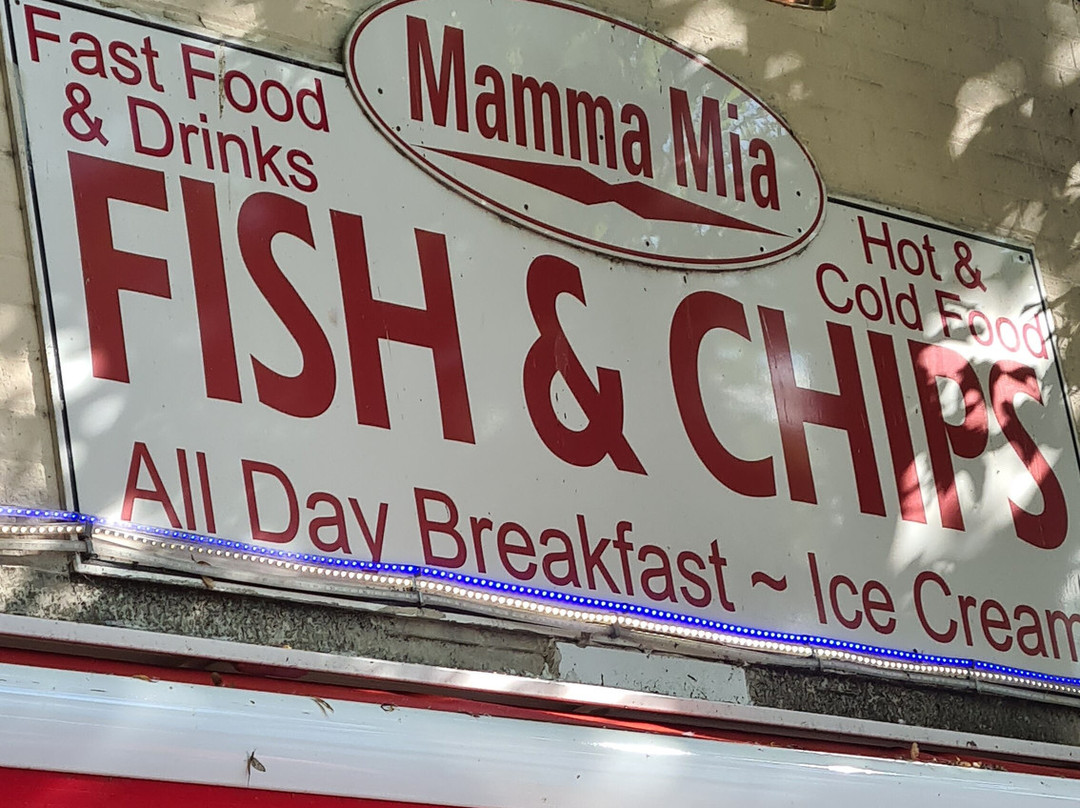 Mamma Mia
Fast Food
& Drinks
Hot &
Cold Food
FISH & CHIPS
All Day Breakfast ~ Ice Cream